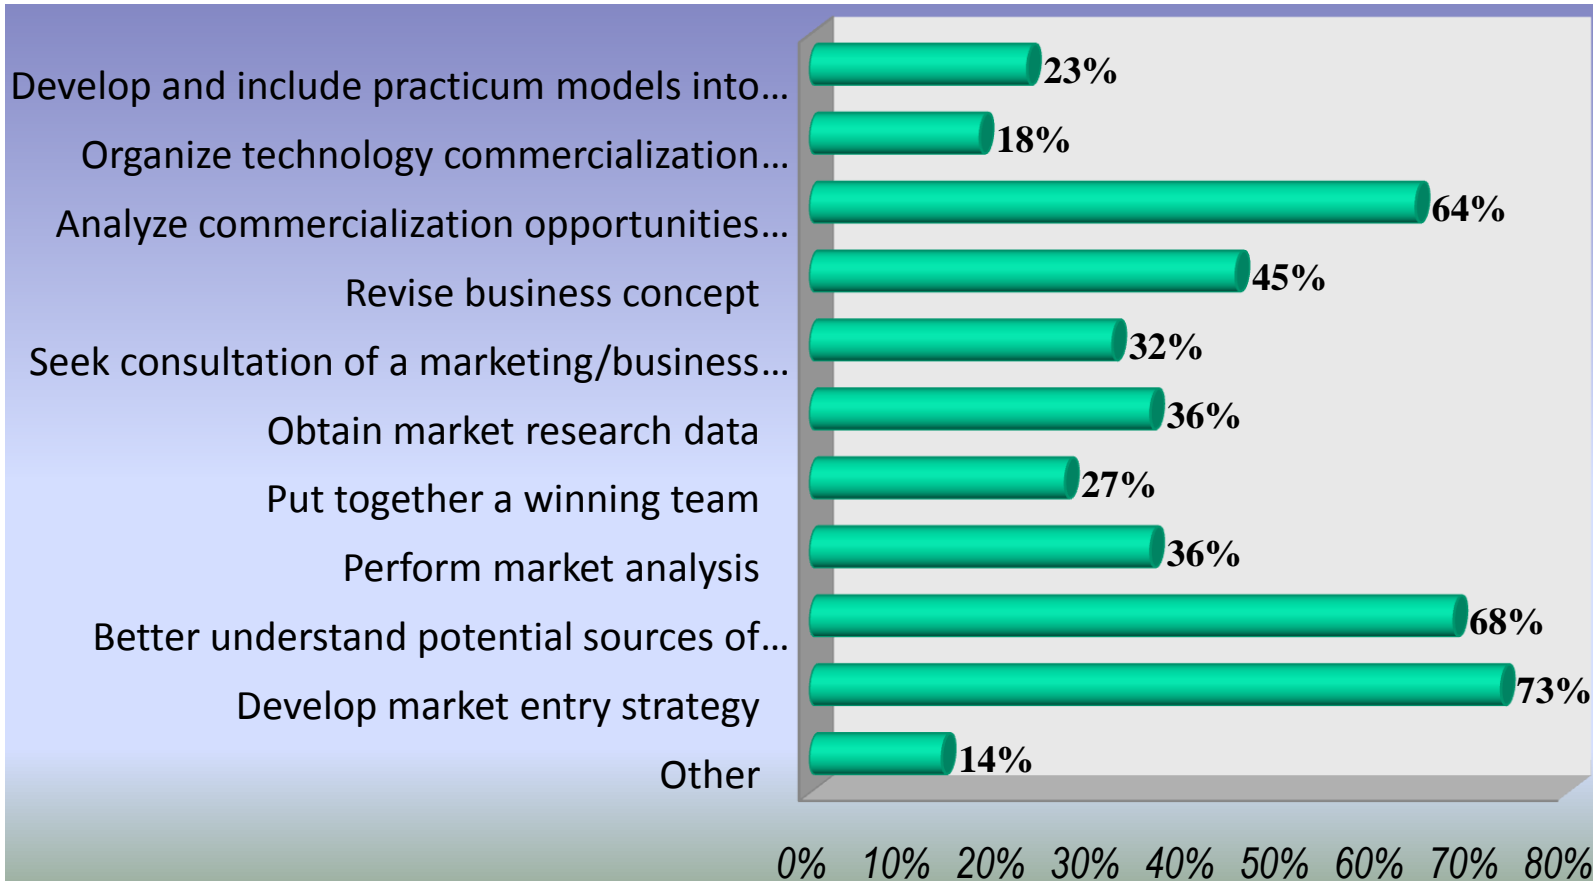 Develop and include practicum models into…
23%
Organize technology commercialization…
18%
Analyze commercialization opportunities…
64%
Revise business concept
45%
Seek consultation of a marketing/business…
32%
Obtain market research data
36%
Put together a winning team
27%
Perform market analysis
36%
Better understand potential sources of…
68%
Develop market entry strategy
73%
Other
14%
0% 10% 20% 30% 40% 50% 60% 70% 80%